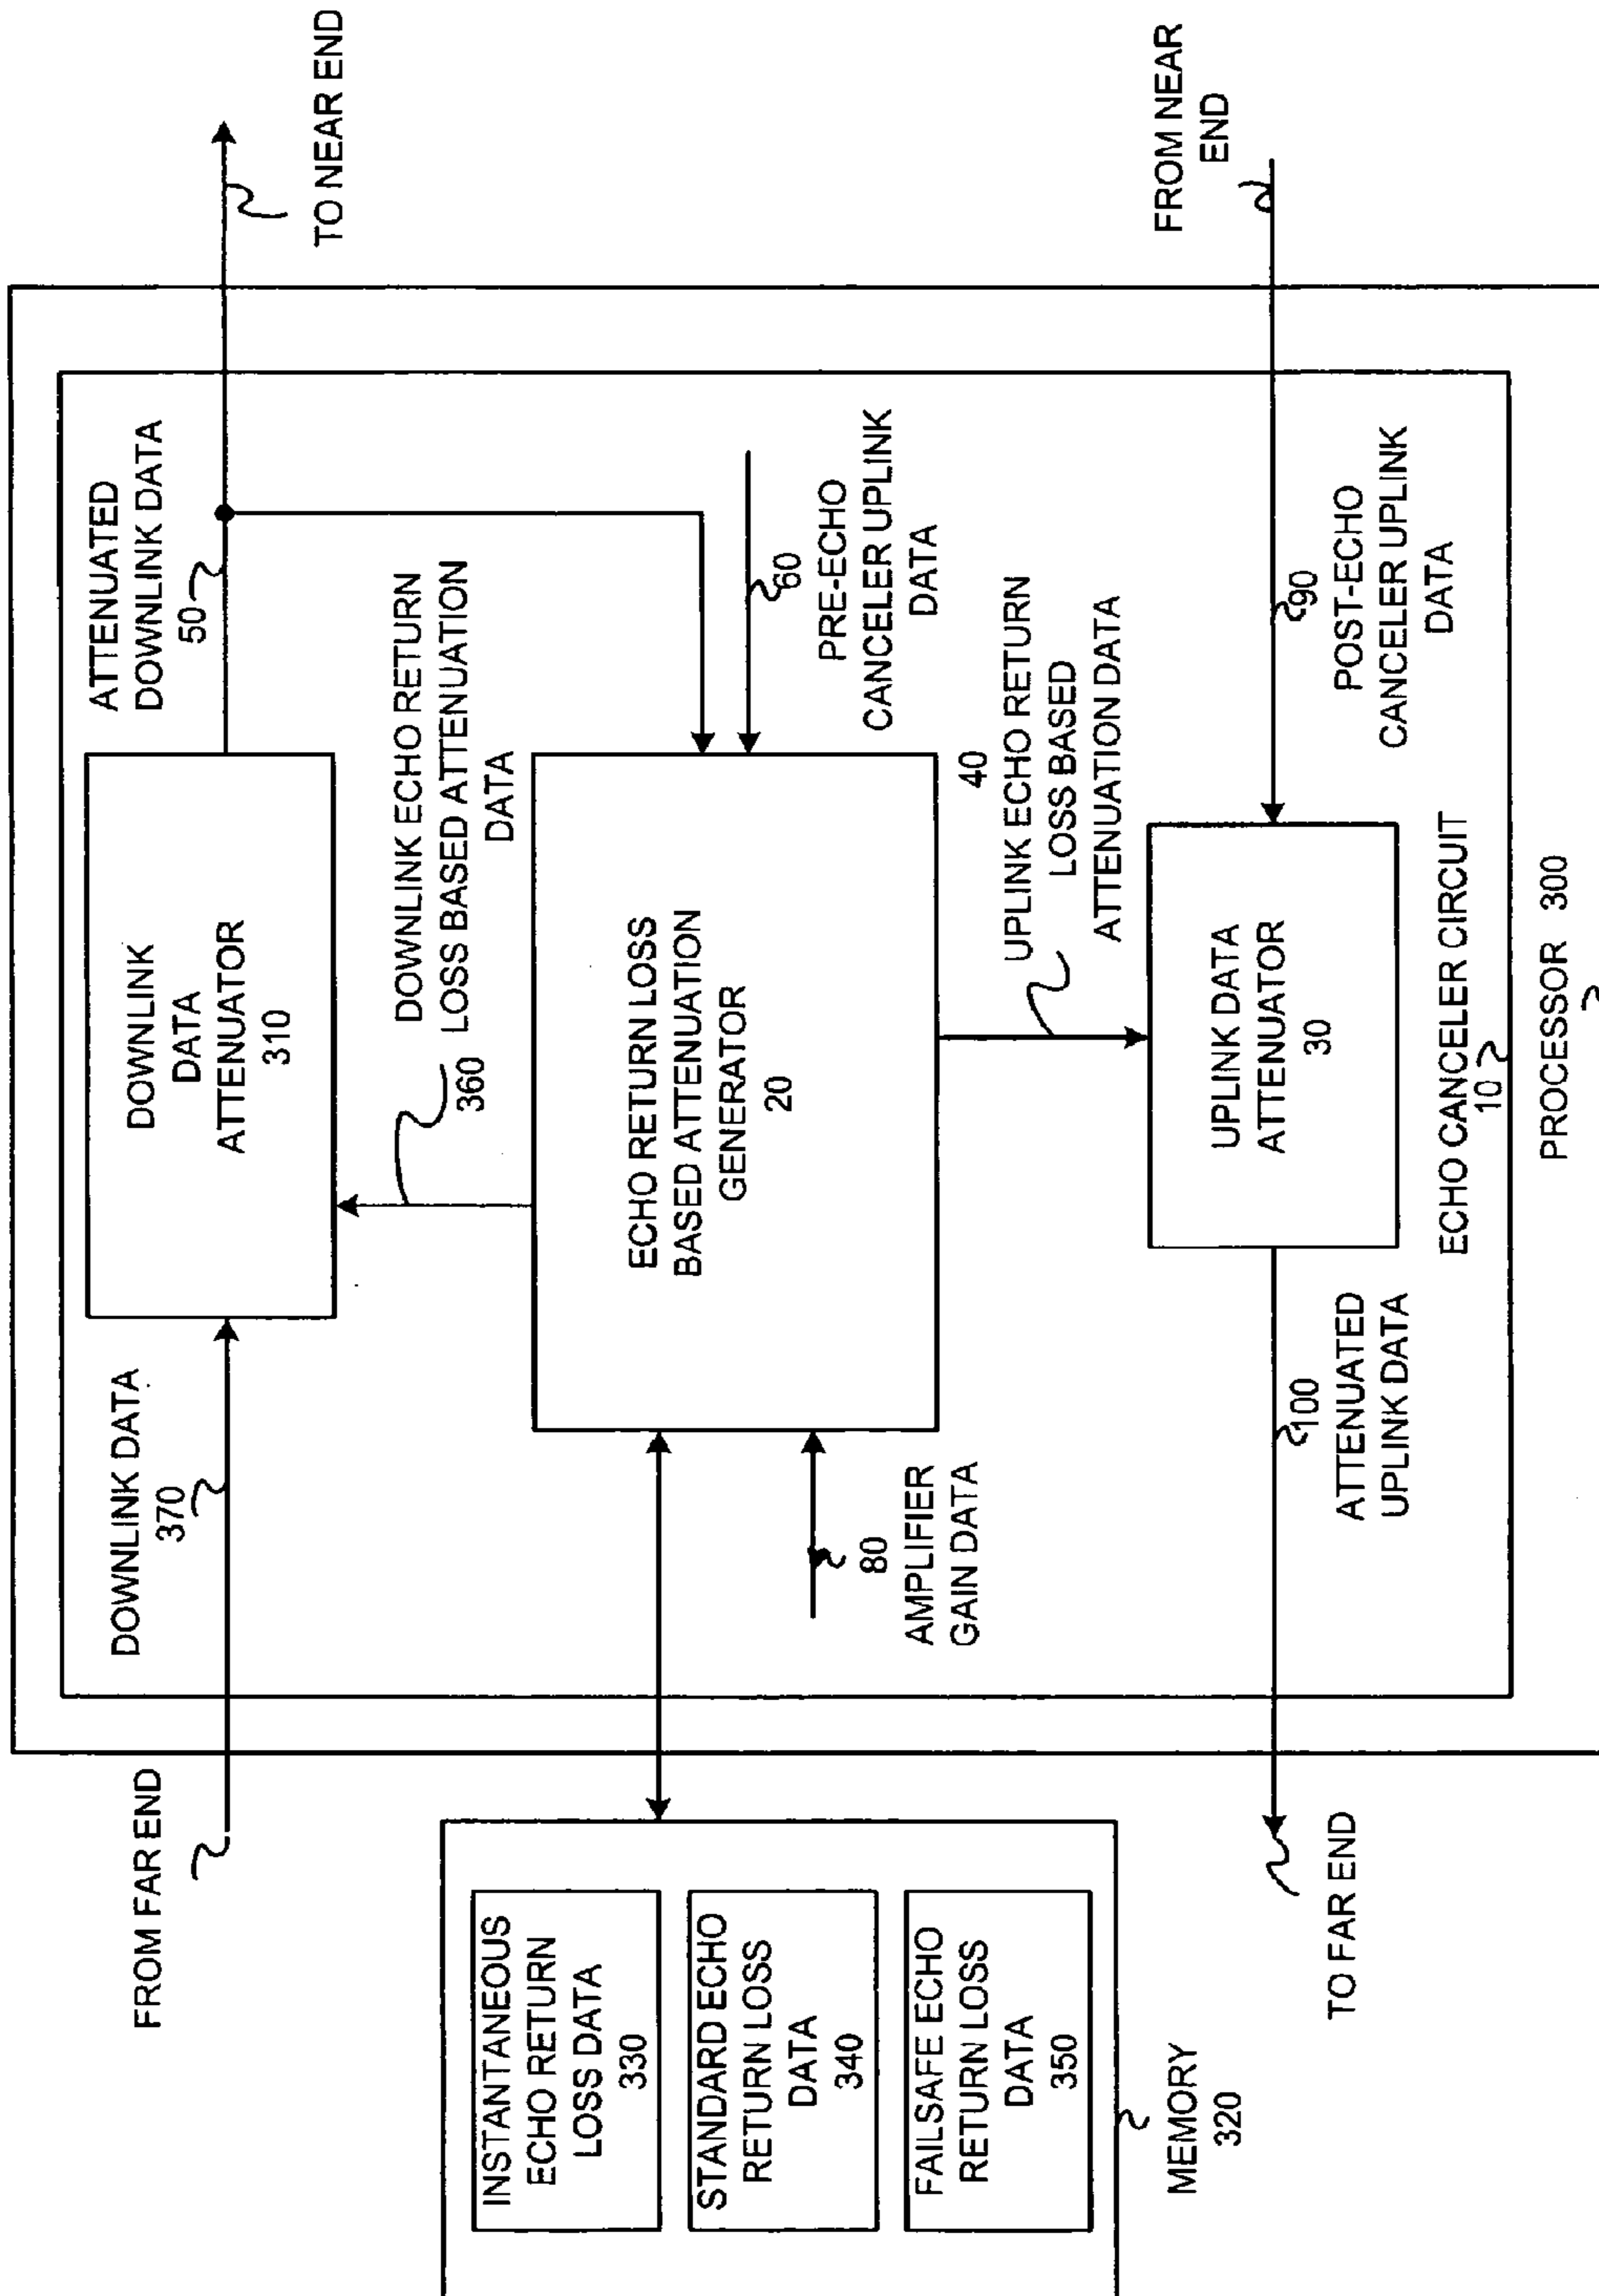 FROM FAR END
DOWNLINK DATA
370
DOWNLINK
DATA
ATTENUATOR
310
ATTENUATED
DOWNLINK DATA
50
TO NEAR END
INSTANTANEOUS
ECHO RETURN
LOSS DATA
330
STANDARD ECHO
RETURN LOSS
DATA
340
FAILSAFE ECHO
RETURN LOSS
DATA
350
MEMORY
320
360
DOWNLINK ECHO RETURN
LOSS BASED ATTENUATION
DATA
ECHO RETURN LOSS
BASED ATTENUATION
GENERATOR
20
60
PRE-ECHO
CANCELER UPLINK
DATA
80
AMPLIFIER
GAIN DATA
40
UPLINK ECHO RETURN
LOSS BASED
ATTENUATION DATA
FROM NEAR
END
TO FAR END
100
ATTENUATED
UPLINK DATA
UPLINK DATA
ATTENUATOR
30
90
POST-ECHO
CANCELER UPLINK
DATA
ECHO CANCELER CIRCUIT
10
PROCESSOR 300